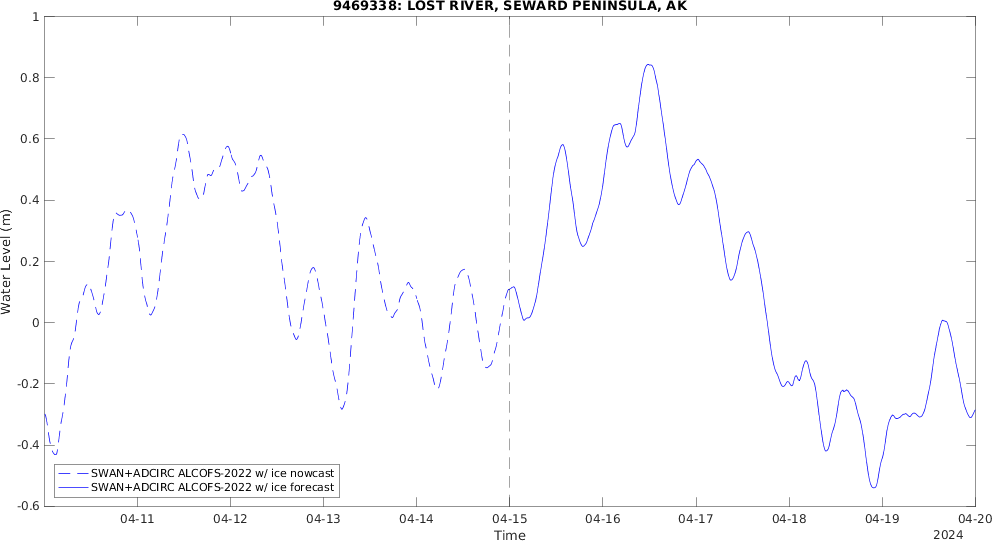 9469338: LOST RIVER, SEWARD PENINSULA, AK
1
0.8
0.6
0.4
0.2
0
-0.2
-0.4
-0.6
Water Level (m)
SWAN+ADCIRC ALCOFS-2022 w/ ice nowcast
SWAN+ADCIRC ALCOFS-2022 w/ ice forecast
04-11 04-12 04-13 04-14 04-15 04-16 04-17 04-18 04-19 04-20
Time
2024